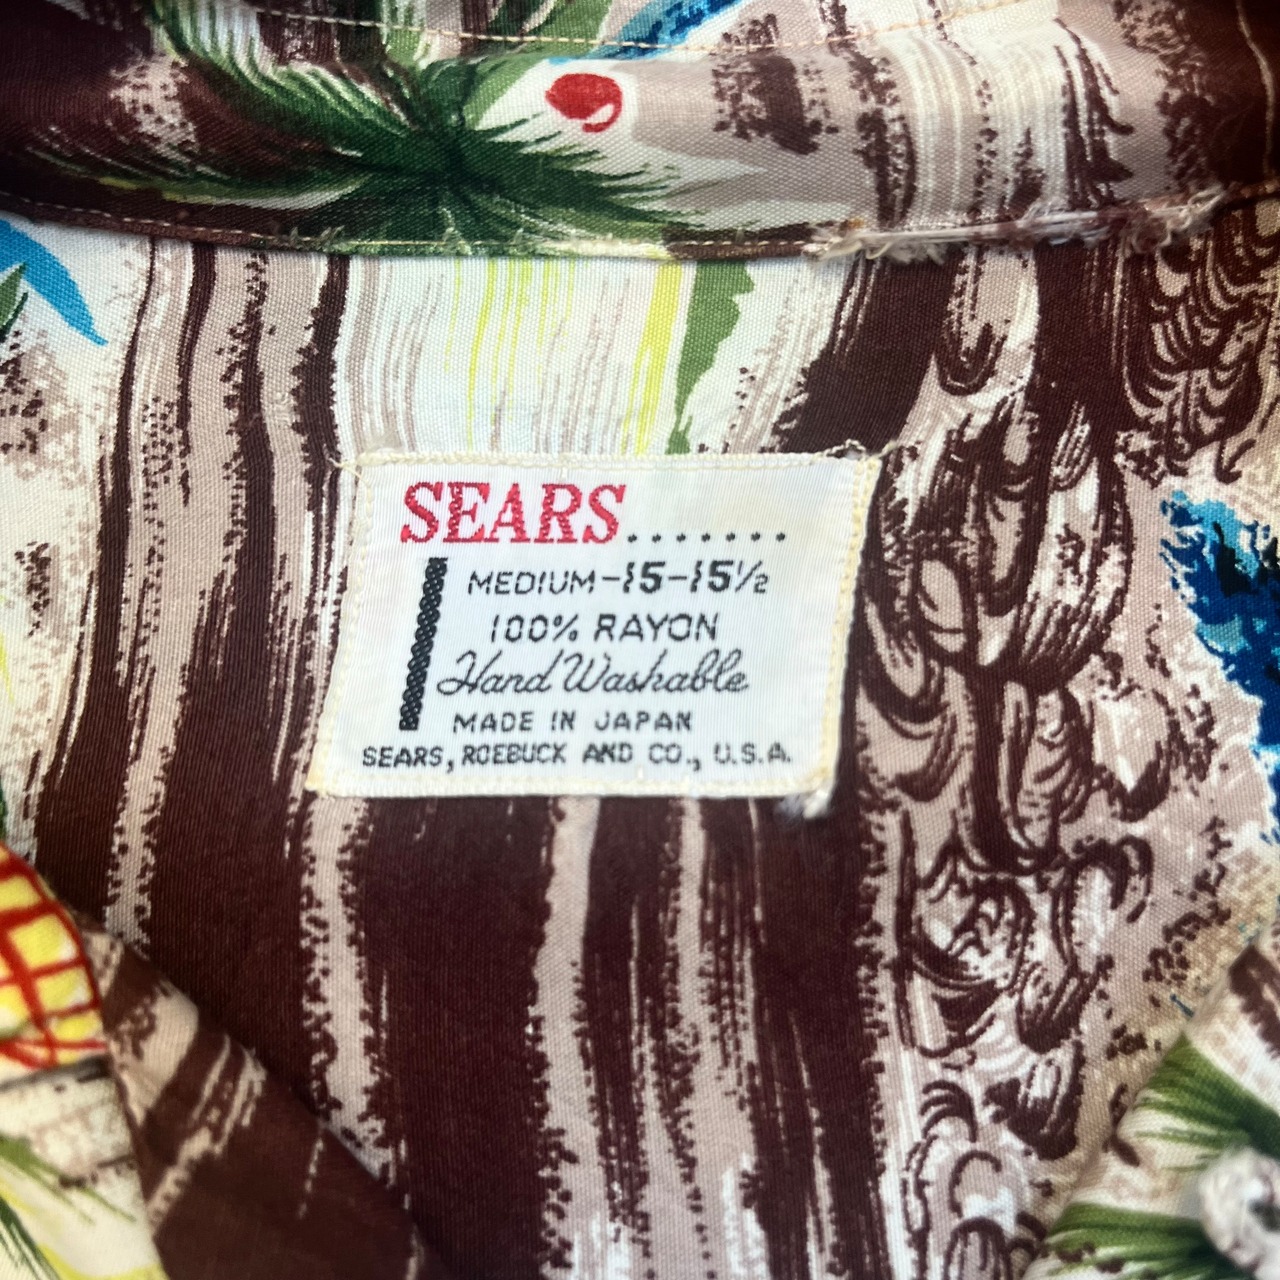 SEARS.......
MEDIUM-15-15½
100% RAYON
Hand Washable
MADE IN JAPAN
SEARS, ROEBUCK AND CO., U.S.A.